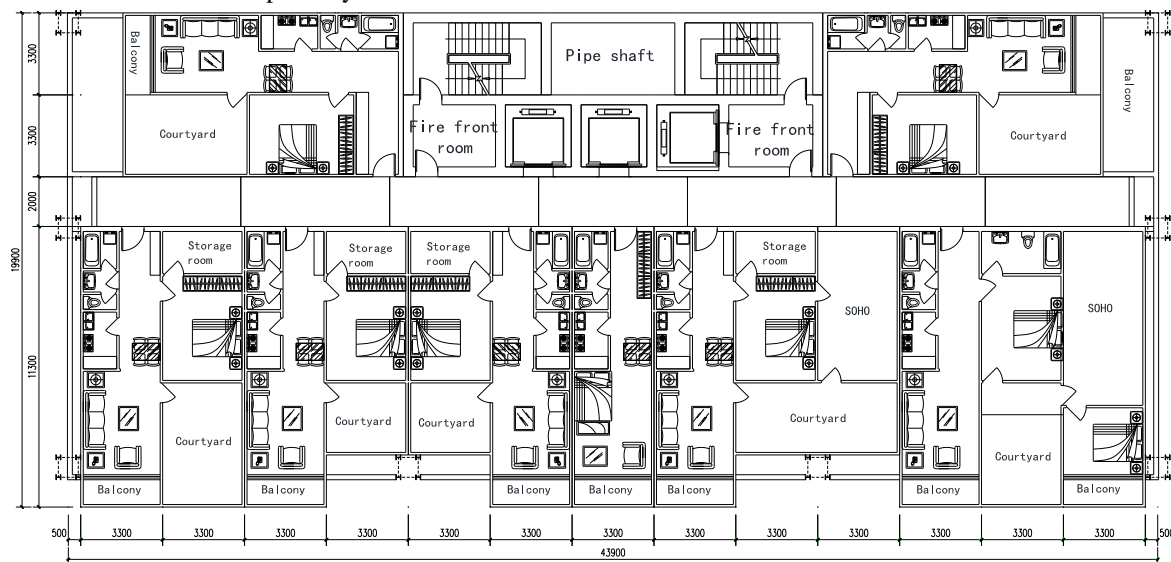 Balcony
Pipe shaft
Balcony
3300
Courtyard
Fire front
room
Fire front
room
Courtyard
3300
2000
19900
Storage
room
Storage
room
Storage
room
Storage
room
SOHO
SOHO
11300
Courtyard
Courtyard
Courtyard
Courtyard
Courtyard
Balcony
Balcony
Balcony
Balcony
Balcony
Balcony
Balcony
500
3300
3300
3300
3300
3300
3300
3300
3300
3300
3300
3300
3300
3300
500
43900